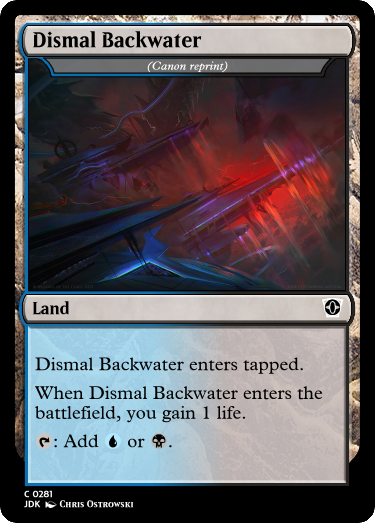 Dismal Backwater
(Canon reprint)
Land
Dismal Backwater enters tapped.
When Dismal Backwater enters the
battlefield, you gain 1 life.
: Add or .
C 0281
JDK Chris Ostrowski